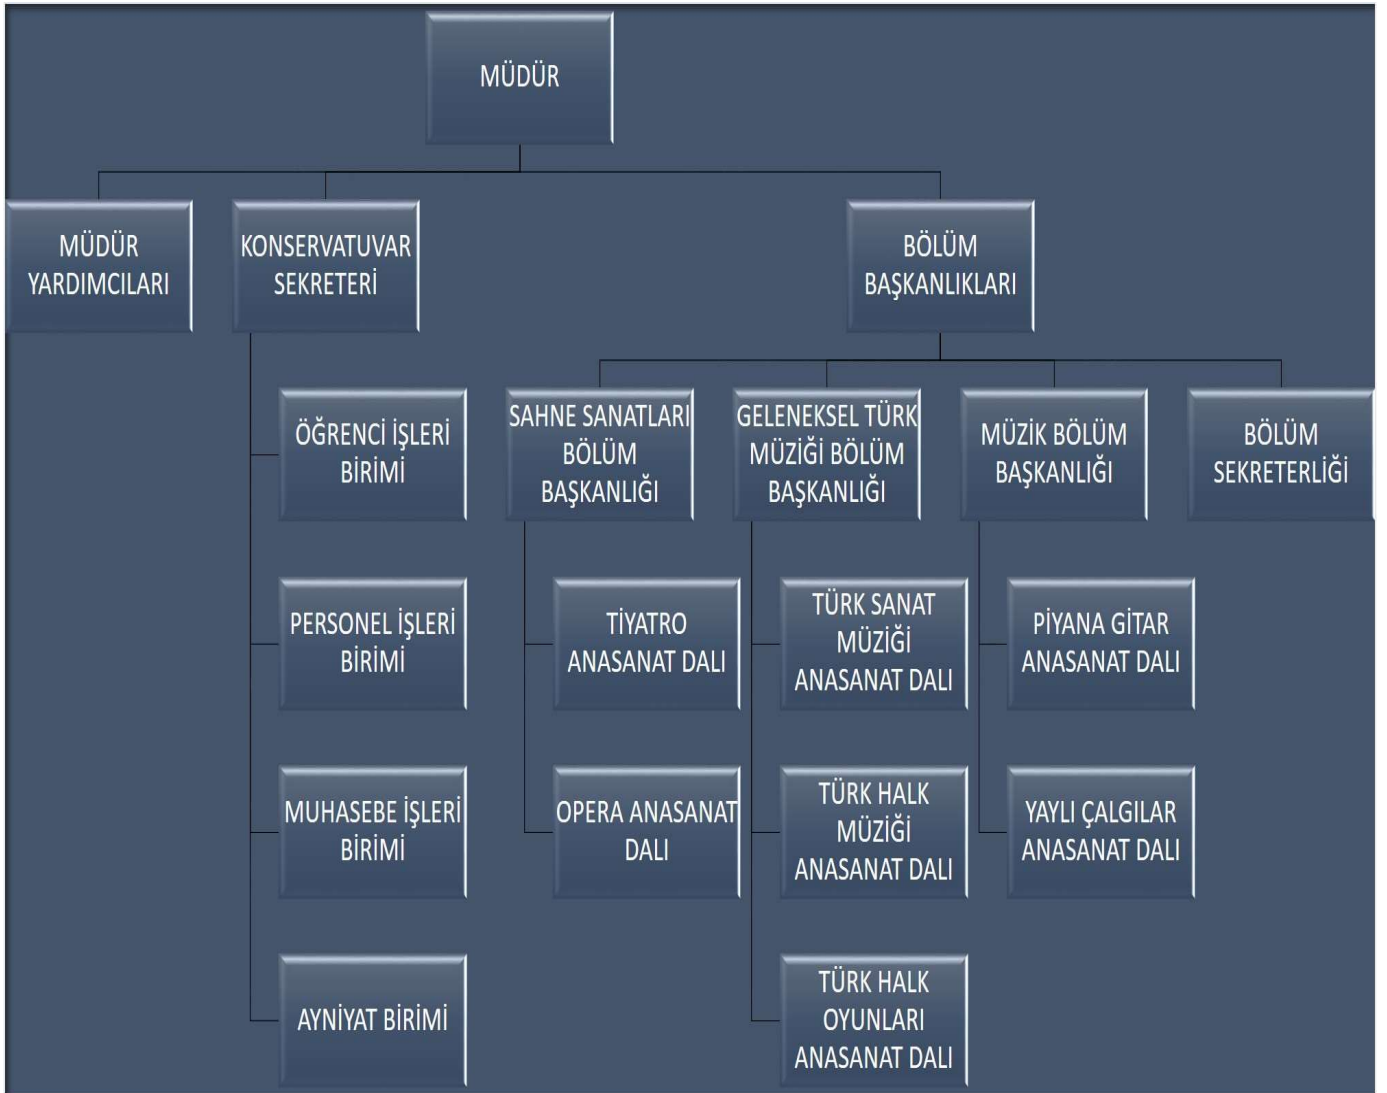 MÜDÜR
MÜDÜR
YARDIMCILARI
KONSERVATUVAR
SEKRETERİ
BÖLÜM
BAŞKANLIKLARI
ÖĞRENCİ İŞLERİ
BİRİMİ
PERSONEL İŞLERİ
BİRİMİ
MUHASEBE İŞLERİ
BİRİMİ
AYNİYAT BİRİMİ
SAHNE SANATLARI
BÖLÜM
BAŞKANLIĞI
TİYATRO
ANASANAT DALI
OPERA ANASANAT
DALI
GELENEKSEL TÜRK
MÜZİĞİ BÖLÜM
BAŞKANLIĞI
TÜRK SANAT
MÜZİĞİ
ANASANAT DALI
TÜRK HALK
MÜZİĞİ
ANASANAT DALI
TÜRK HALK
OYUNLARI
ANASANAT DALI
MÜZİK BÖLÜM
BAŞKANLIĞI
PİYANA GİTAR
ANASANAT DALI
YAYLI ÇALGILAR
ANASANAT DALI
BÖLÜM
SEKRETERLİĞİ